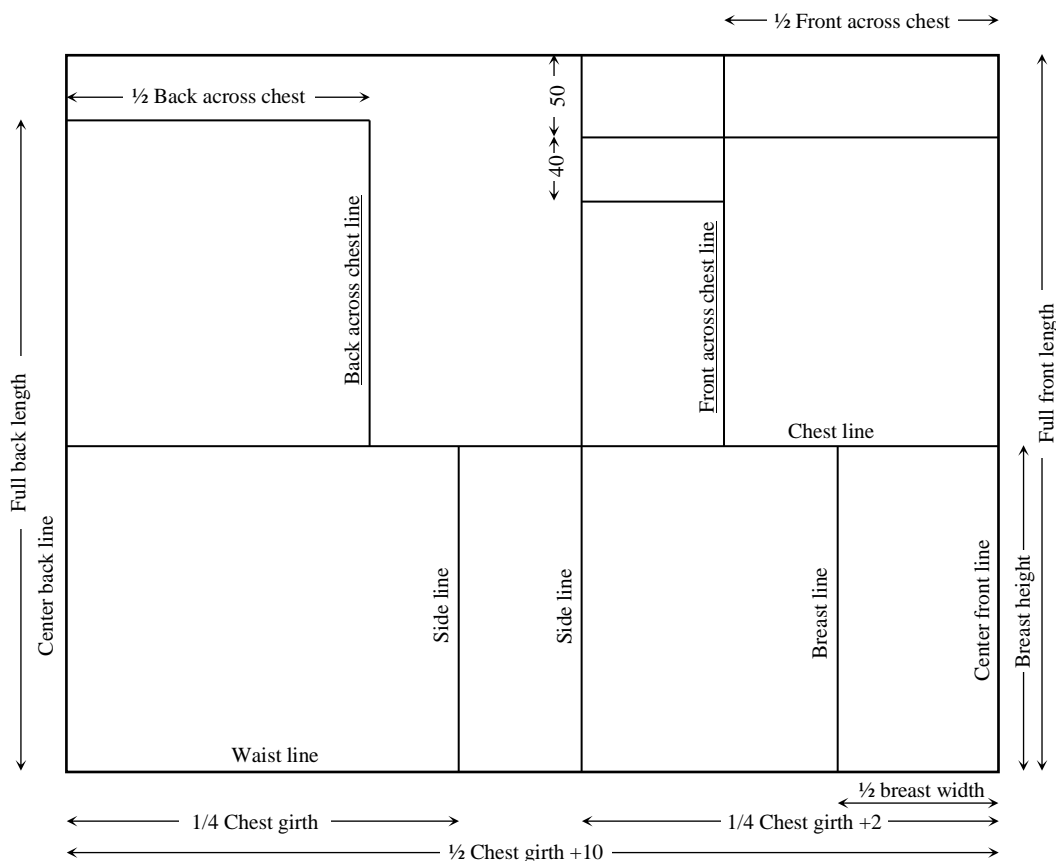 ½ Front across chest
½ Back across chest
50
40
Back across chest line
Front across chest line
Full back length
Full front length
Chest line
Center back line
Side line
Side line
Breast line
Center front line
Breast height
Waist line
½ breast width
1/4 Chest girth
1/4 Chest girth +2
½ Chest girth +10